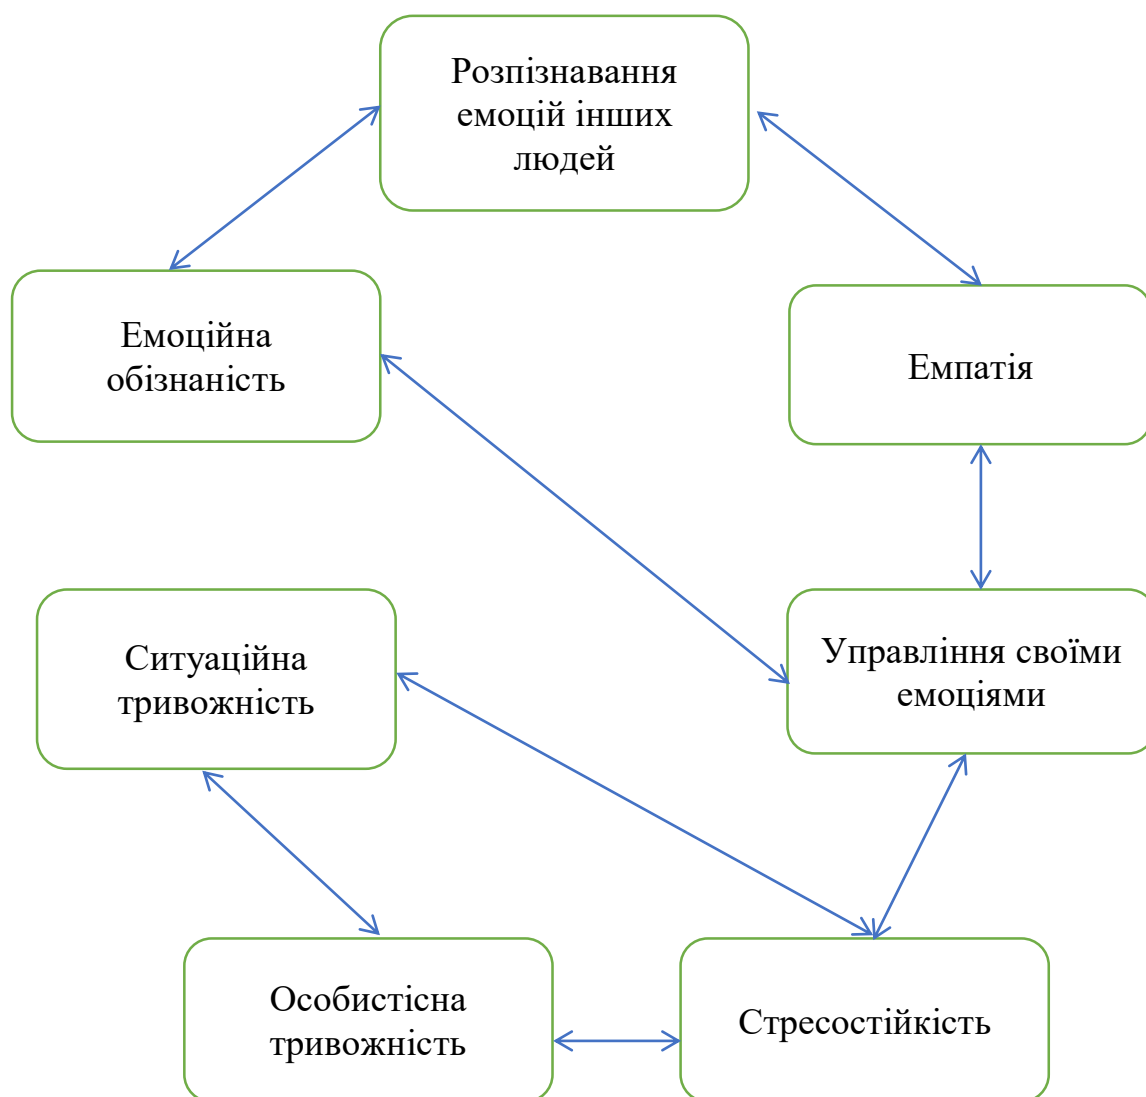 Розпізнавання
емоцій інших
людей
Емоційна
обізнаність
Емпатія
Ситуаційна
тривожність
Управління своїми
емоціями
Особистісна
тривожність
Стресостійкість